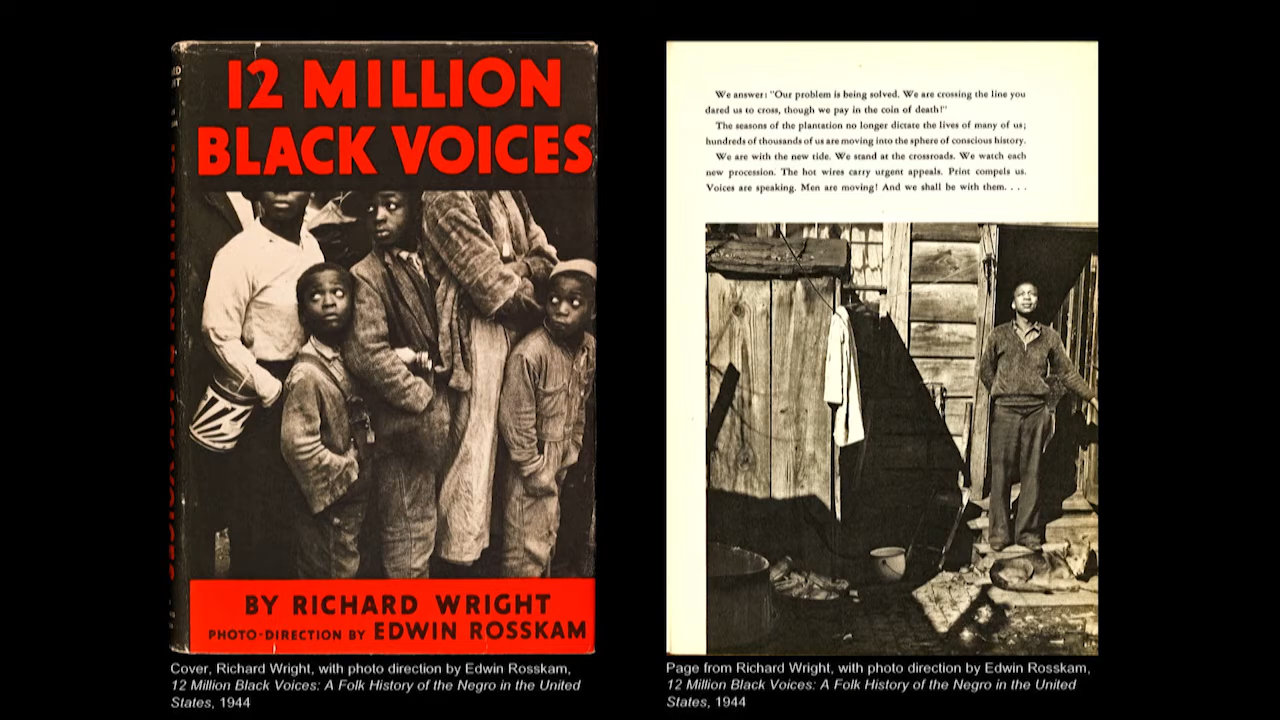 12 MILLION
BLACK VOICES
BY RICHARD WRIGHT
PHOTO-DIRECTION BY EDWIN ROSSKAM
Cover, Richard Wright, with photo direction by Edwin Rosskam,
12 Million Black Voices: A Folk History of the Negro in the United
States, 1944
We answer: "Our problem is being solved. We are crossing the line you
dared us to cross, though we pay in the coin of death!"
The seasons of the plantation no longer dictate the lives of many of us;
hundreds of thousands of us are moving into the sphere of conscious history.
We are with the new tide. We stand at the crossroads. We watch each
new procession. The hot wires carry urgent appeals. Print compels us.
Voices are speaking. Men are moving! And we shall be with them. . . .
Page from Richard Wright, with photo direction by Edwin Rosskam,
12 Million Black Voices: A Folk History of the Negro in the United
States, 1944